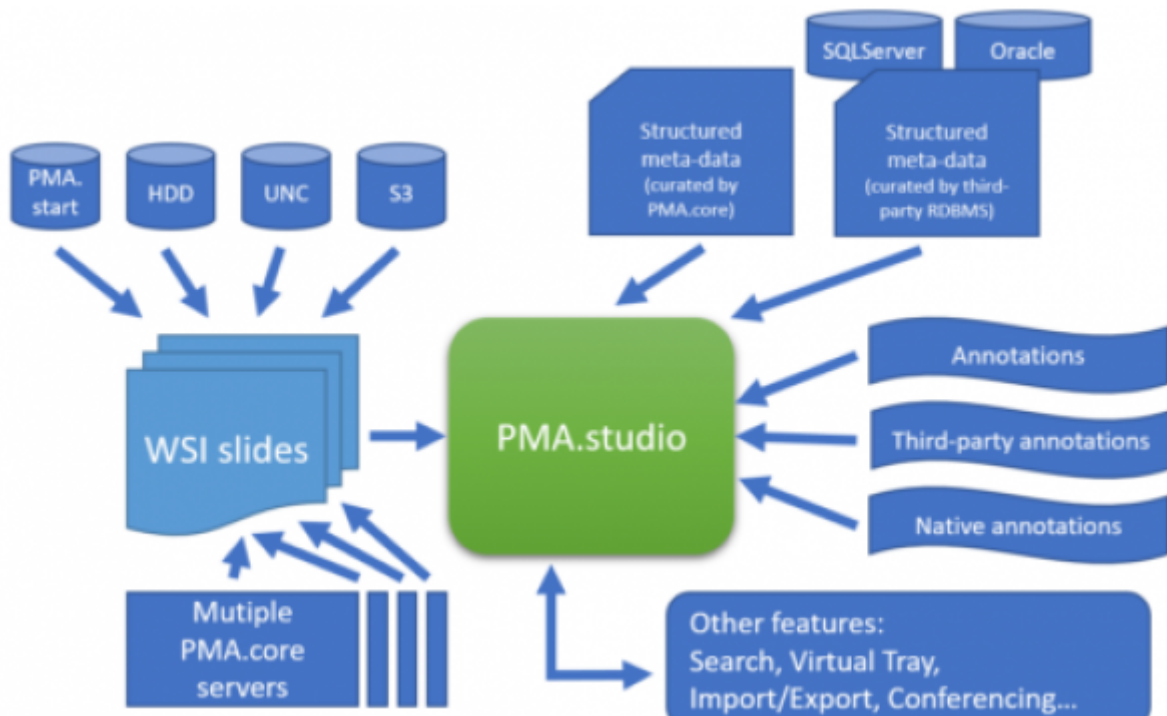 SQLServer
Oracle
Structured
meta-data
(curated by
PMA.core)
Structured
meta-data
(curated by third-
party RDBMS)
PMA.
start
HDD
UNC
S3
WSI slides
PMA.studio
Annotations
Third-party annotations
Native annotations
Mutiple
PMA.core
servers
Other features:
Search, Virtual Tray,
Import/Export, Conferencing...